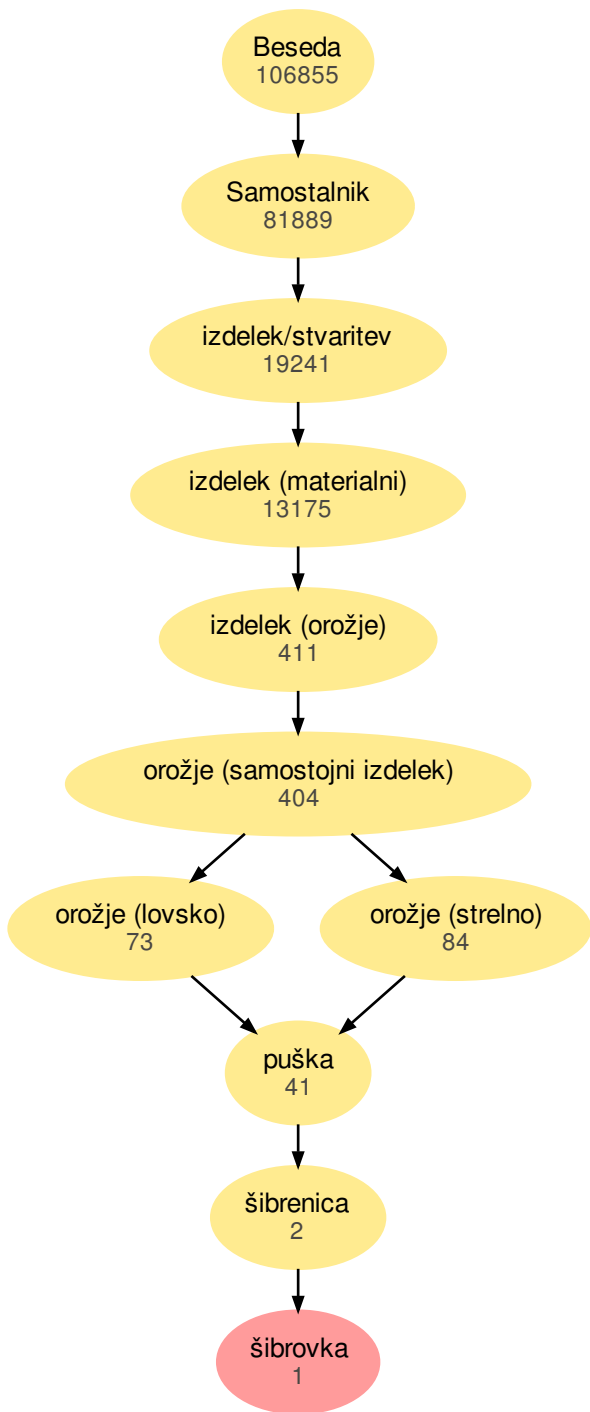 Beseda
106855
Samostalnik
81889
izdelek/stvaritev
19241
izdelek (materialni)
13175
izdelek (orožje)
411
orožje (samostojni izdelek)
404
orožje (lovsko)
73
orožje (strelno)
84
puška
41
šibrenica
2
šibrovka
1